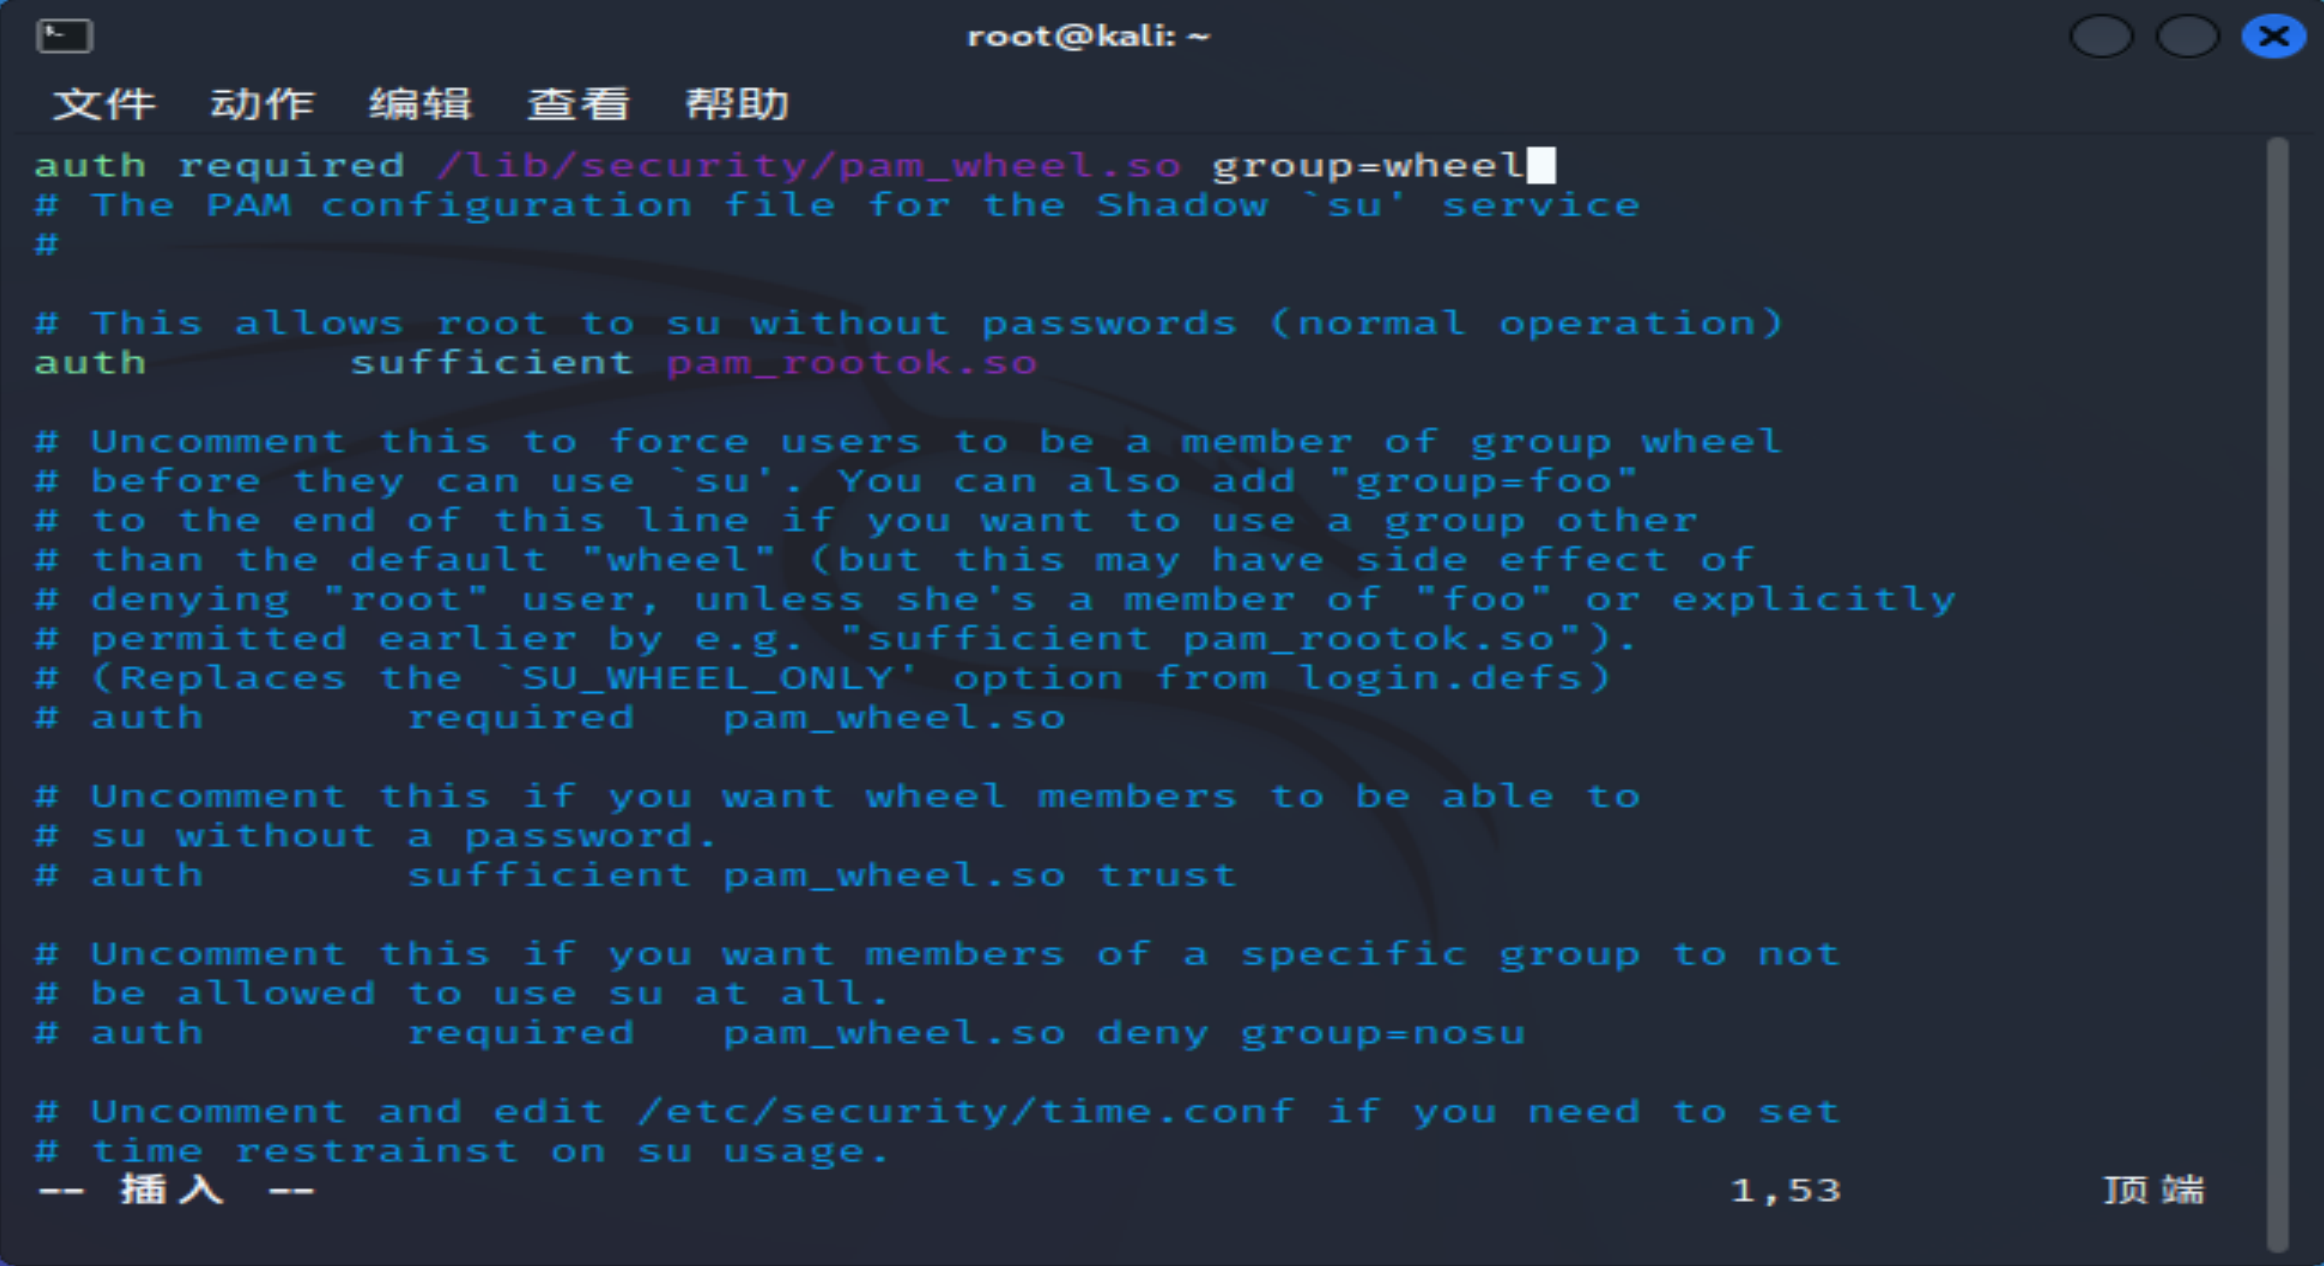 root@kali: ~
文件 动作 编辑 查看 帮助
auth required /lib/security/pam_wheel.so group=wheel
# The PAM configuration file for the Shadow `su' service
#

# This allows root to su without passwords (normal operation)
auth       sufficient pam_rootok.so

# Uncomment this to force users to be a member of group wheel
# before they can use `su'. You can also add "group=foo"
# to the end of this line if you want to use a group other
# than the default "wheel" (but this may have side effect of
# denying "root" user, unless she's a member of "foo" or explicitly
# permitted earlier by e.g. "sufficient pam_rootok.so").
# (Replaces the `SU_WHEEL_ONLY' option from login.defs)
# auth       required   pam_wheel.so

# Uncomment this if you want wheel members to be able to
# su without a password.
# auth       sufficient pam_wheel.so trust

# Uncomment this if you want members of a specific group to not
# be allowed to use su at all.
# auth       required   pam_wheel.so deny group=nosu

# Uncomment and edit /etc/security/time.conf if you need to set
# time restrainst on su usage.
-- 插入 -- 1,53 顶端